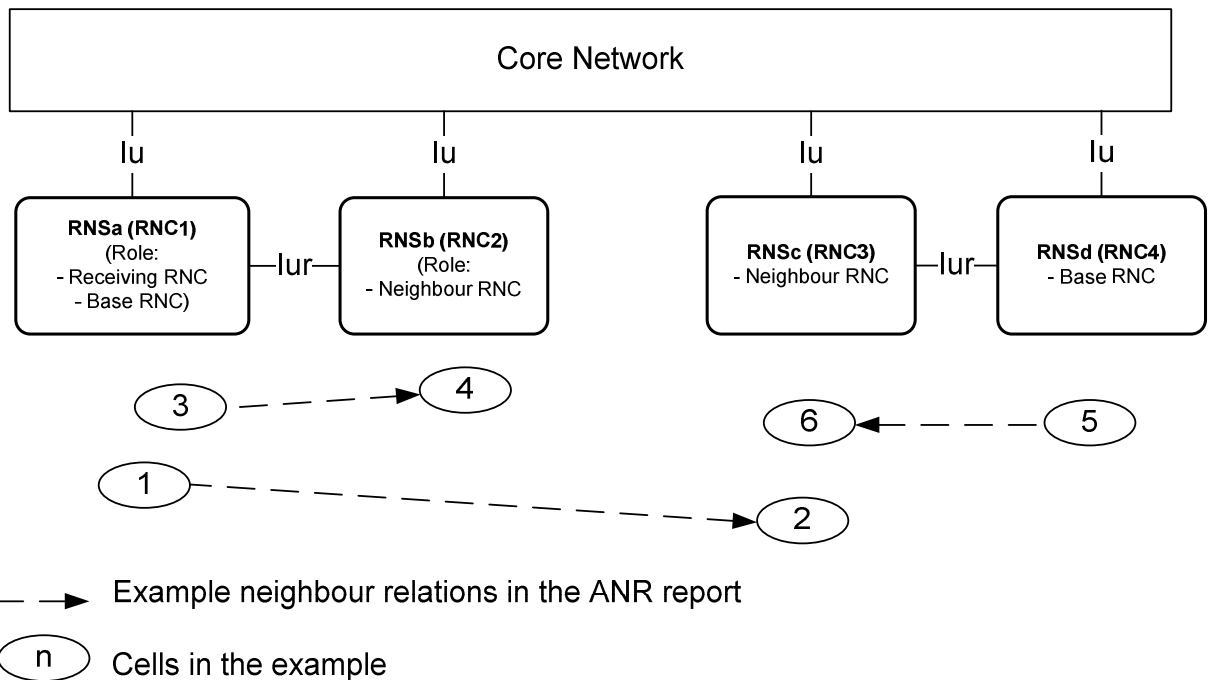 Core Network
Iu
Iu
Iu
Iu
RNSa (RNC1)
(Role:
- Receiving RNC
- Base RNC)
Iur
RNSb (RNC2)
(Role:
- Neighbour RNC
RNSc (RNC3)
- Neighbour RNC
Iur
RNSd (RNC4)
- Base RNC
3
4
6
5
1
2
Example neighbour relations in the ANR report
n
Cells in the example